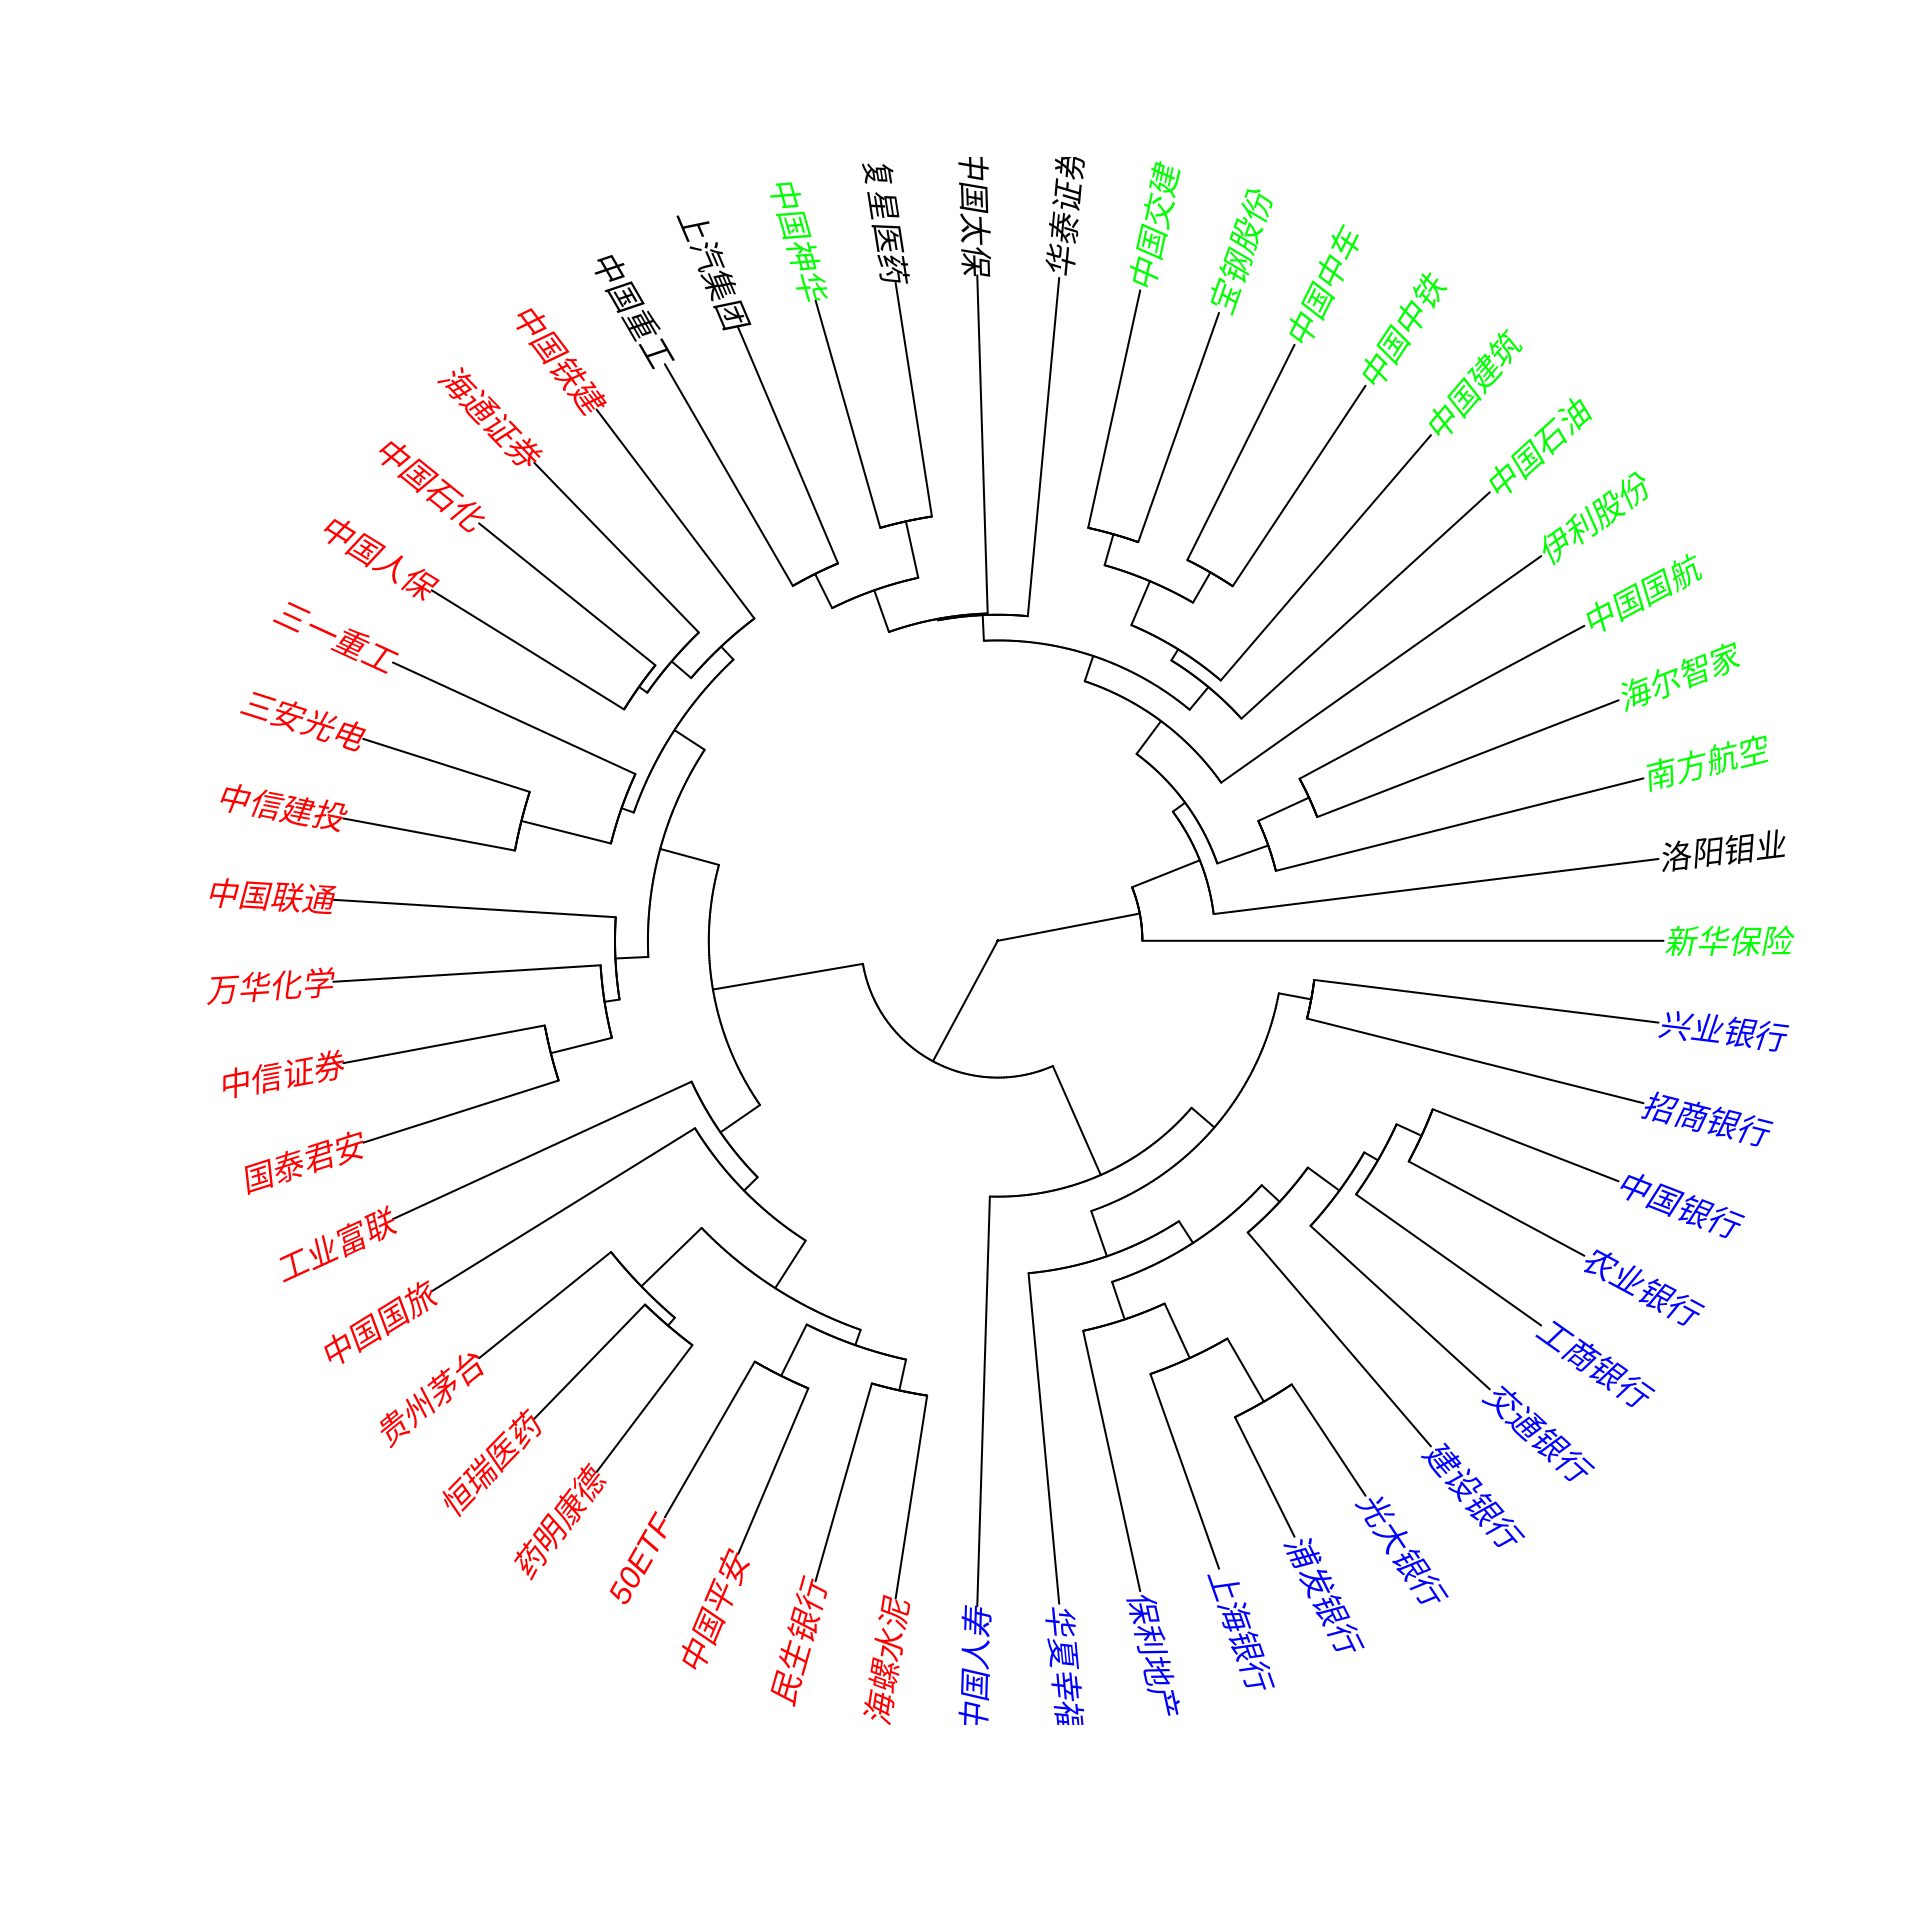 华泰证券
中国交建
宝钢股份
中国中车
中国中铁
中国建筑
中国石油
伊利股份
中国国航
海尔智家
南方航空
洛阳钼业
新华保险
兴业银行
招商银行
中国银行
农业银行
工商银行
交通银行
建设银行
光大银行
浦发银行
上海银行
保利地产
华夏幸福
中国人寿
海螺水泥
民生银行
中国平安
50ETF
药明康德
恒瑞医药
贵州茅台
中国国旅
工业富联
国泰君安
中信证券
万华化学
中国联通
中信建投
三安光电
三一重工
中国人保
中国石化
海通证券
中国铁建
中国重工
上汽集团
中国神华
复星医药
中国太保